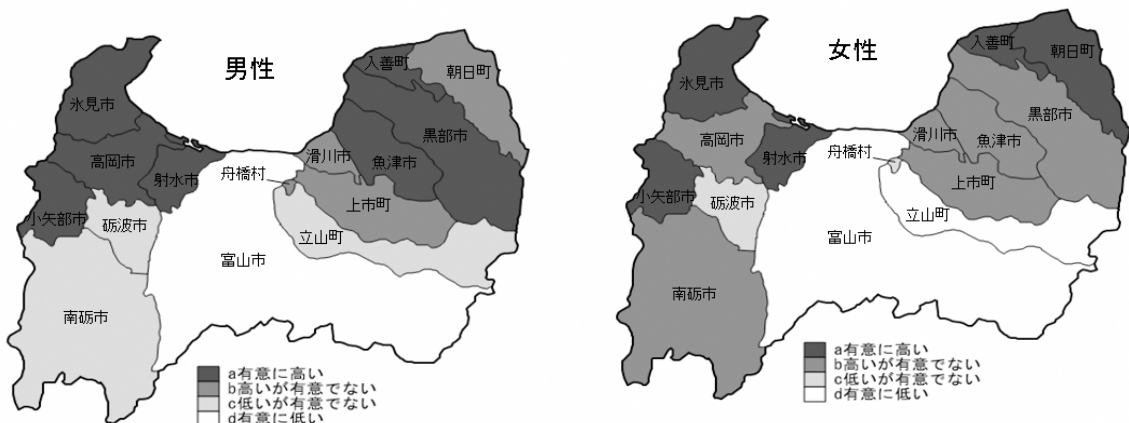 男性
氷見市
高岡市
射水市
小矢部市
砺波市
南砺市
富山市
舟橋村
滑川市
上市町
立山町
魚津市
黒部市
入善町
朝日町
a有意に高い
b高いが有意でない
c低いが有意でない
d有意に低い
女性
氷見市
高岡市
射水市
小矢部市
砺波市
南砺市
富山市
舟橋村
滑川市
上市町
立山町
魚津市
黒部市
入善町
朝日町
a有意に高い
b高いが有意でない
c低いが有意でない
d有意に低い